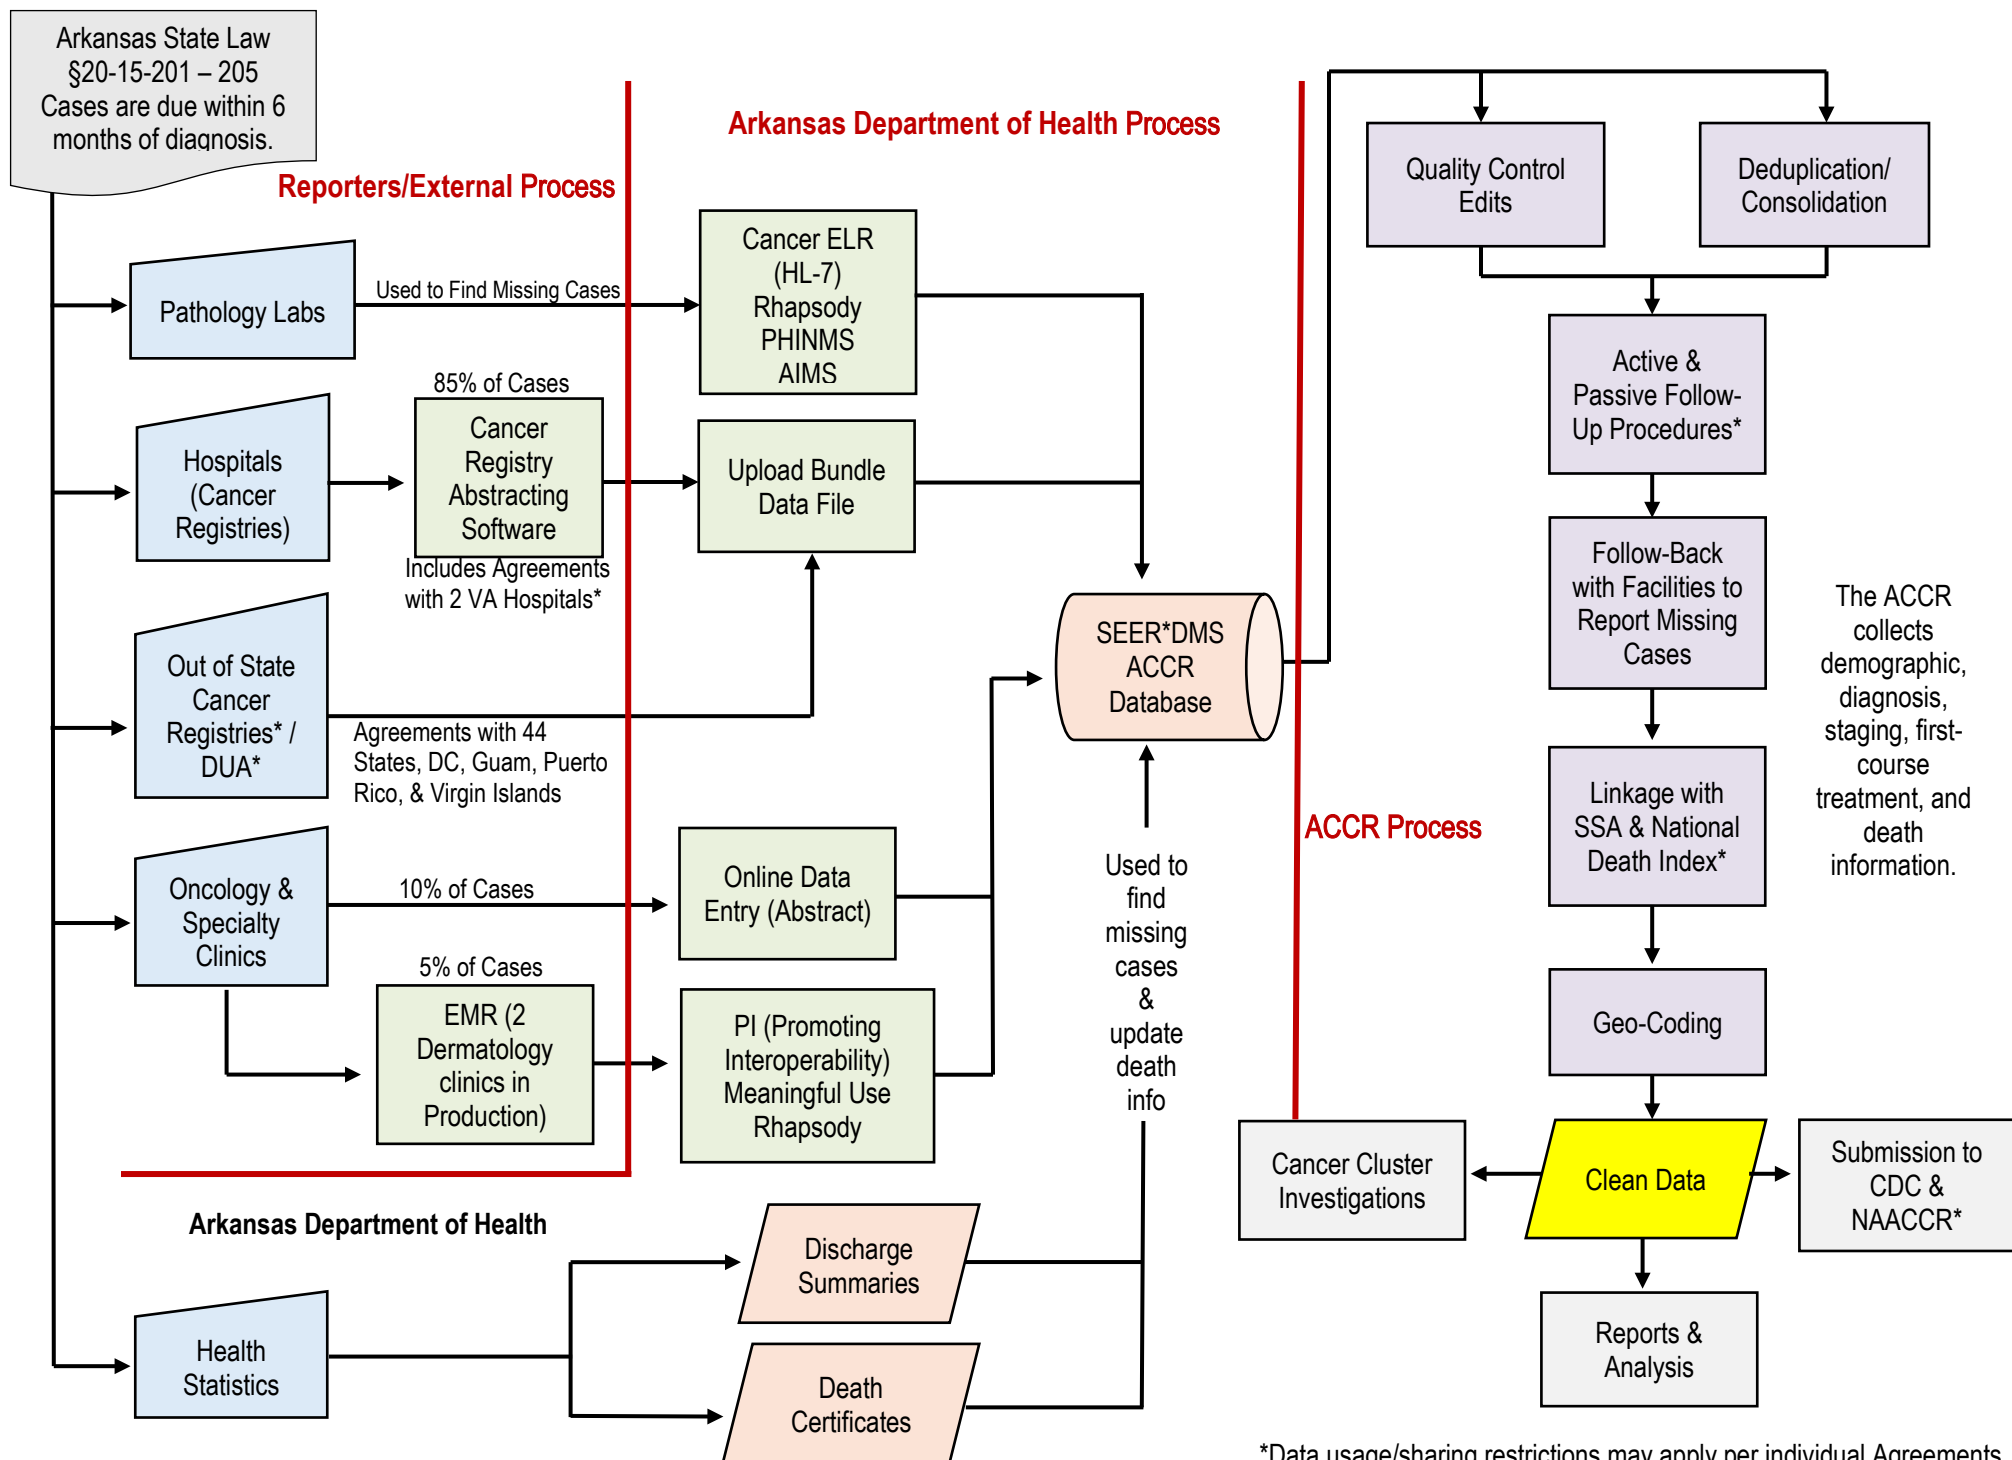 Arkansas State Law
§20-15-201 – 205
Cases are due within 6
months of diagnosis.
Reporters/External Process
Arkansas Department of Health Process
Pathology Labs
Used to Find Missing Cases
Cancer ELR
(HL-7)
Rhapsody
PHINMS
AIMS
Hospitals
(Cancer
Registries)
85% of Cases
Cancer
Registry
Abstracting
Software
Includes Agreements
with 2 VA Hospitals*
Upload Bundle
Data File
Out of State
Cancer
Registries* /
DUA*
Agreements with 44
States, DC, Guam, Puerto
Rico, & Virgin Islands
Oncology &
Specialty
Clinics
10% of Cases
Online Data
Entry (Abstract)
5% of Cases
EMR (2
Dermatology
clinics in
Production)
PI (Promoting
Interoperability)
Meaningful Use
Rhapsody
Arkansas Department of Health
Health
Statistics
Discharge
Summaries
Death
Certificates
Used to
find
missing
cases
&
update
death
info
SEER*DMS
ACCR
Database
ACCR Process
Quality Control
Edits
Deduplication/
Consolidation
Active &
Passive Follow-
Up Procedures*
Follow-Back
with Facilities to
Report Missing
Cases
Linkage with
SSA & National
Death Index*
Geo-Coding
The ACCR
collects
demographic,
diagnosis,
staging, first-
course
treatment, and
death
information.
Cancer Cluster
Investigations
Clean Data
Submission to
CDC &
NAACCR*
Reports &
Analysis
*Data usage/sharing restrictions may apply per individual Agreements